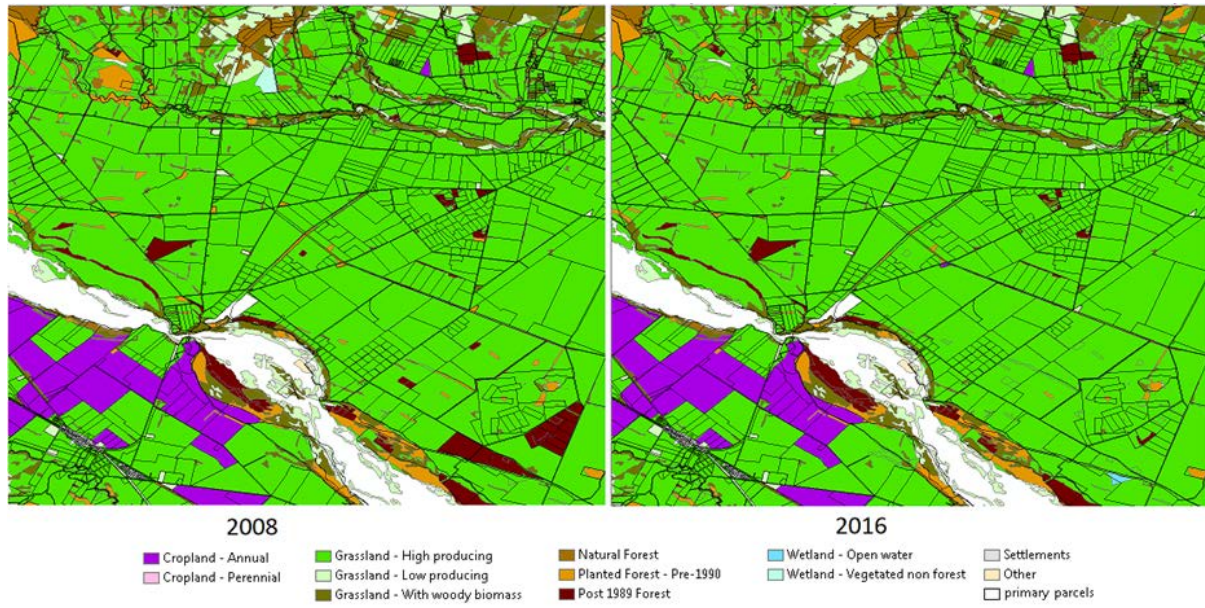 2008
2016
Cropland - Annual
Cropland - Perennial
Grassland - High producing
Grassland - Low producing
Grassland - With woody biomass
Natural Forest
Planted Forest - Pre-1990
Post 1989 Forest
Wetland - Open water
Wetland - Vegetated non forest
Settlements
Other
primary parcels